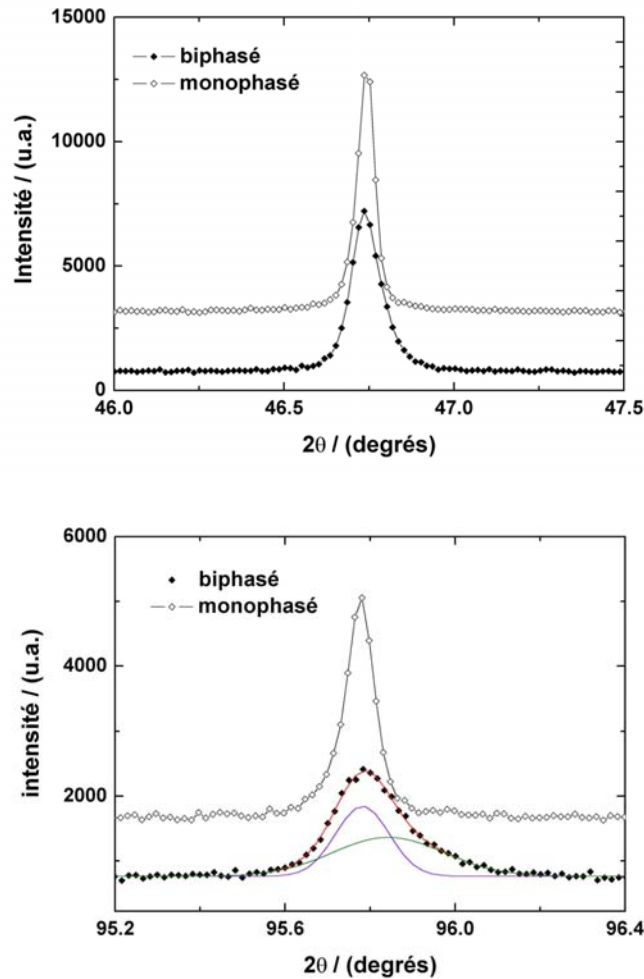 15000
biphasé
monophasé
10000
Intensité / (u.a.)
5000
0
46.0 46.5 47.0 47.5
2θ / (degrés)
6000
biphasé
monophasé
4000
intensité / (u.a.)
2000
95.2 95.6 96.0 96.4
2θ / (degrés)